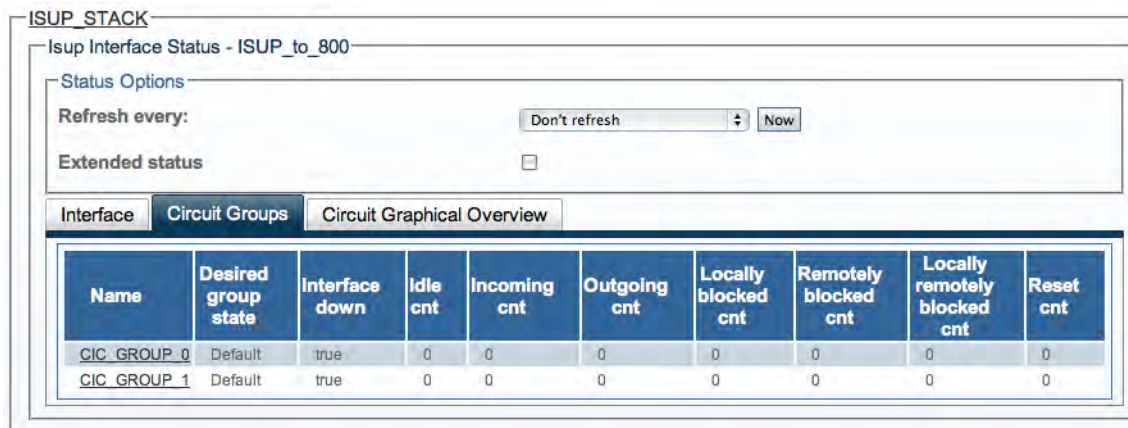 ISUP_STACK
Isup Interface Status - ISUP_to_800
Status Options
Refresh every: Don't refresh Now
Extended status
Interface Circuit Groups Circuit Graphical Overview
Name Desired group state Interface down Idle cnt Incoming cnt Outgoing cnt Locally blocked cnt Remotely blocked cnt Locally remotely blocked cnt Reset cnt
CIC_GROUP_0 Default true 0 0 0 0 0 0 0
CIC_GROUP_1 Default true 0 0 0 0 0 0 0